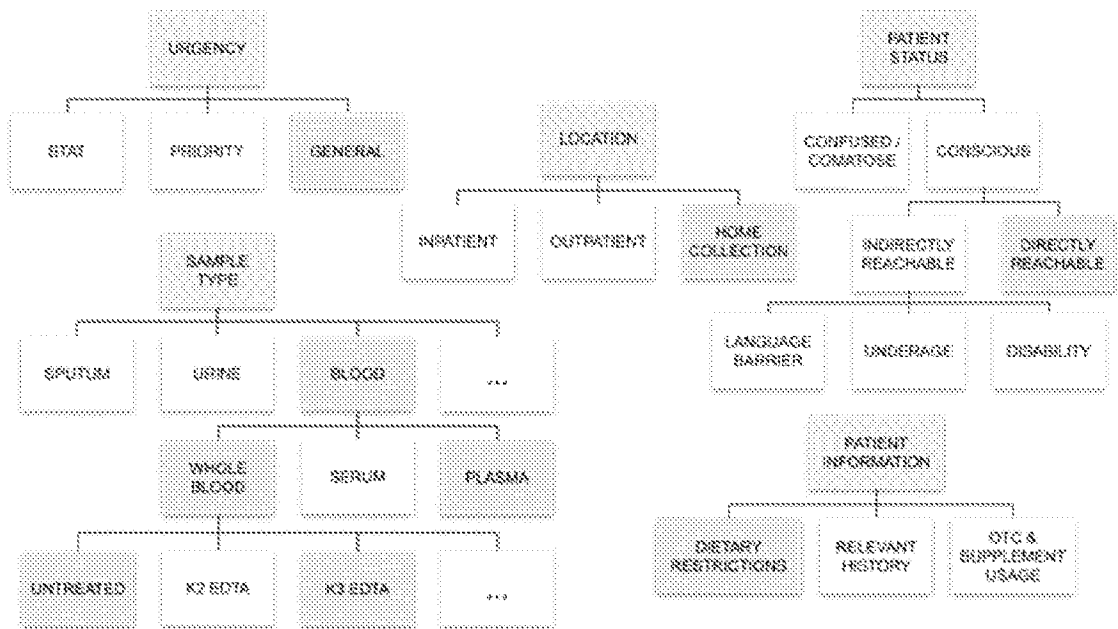 URGENCY
STAT
PRIORITY
GENERAL
LOCATION
INPATIENT
OUTPATIENT
HOME
COLLECTION
PATIENT
STATUS
CONFUSED /
COMATOSE
CONSCIOUS
INDIRECTLY
REACHABLE
DIRECTLY
REACHABLE
LANGUAGE
BARRIER
UNDERAGE
DISABILITY
SAMPLE
TYPE
SPUTUM
URINE
BLOOD
...
WHOLE
BLOOD
SERUM
PLASMA
UNTREATED
K2 EDTA
K3 EDTA
...
PATIENT
INFORMATION
DIETARY
RESTRICTIONS
RELEVANT
HISTORY
OTC &
SUPPLEMENT
USAGE